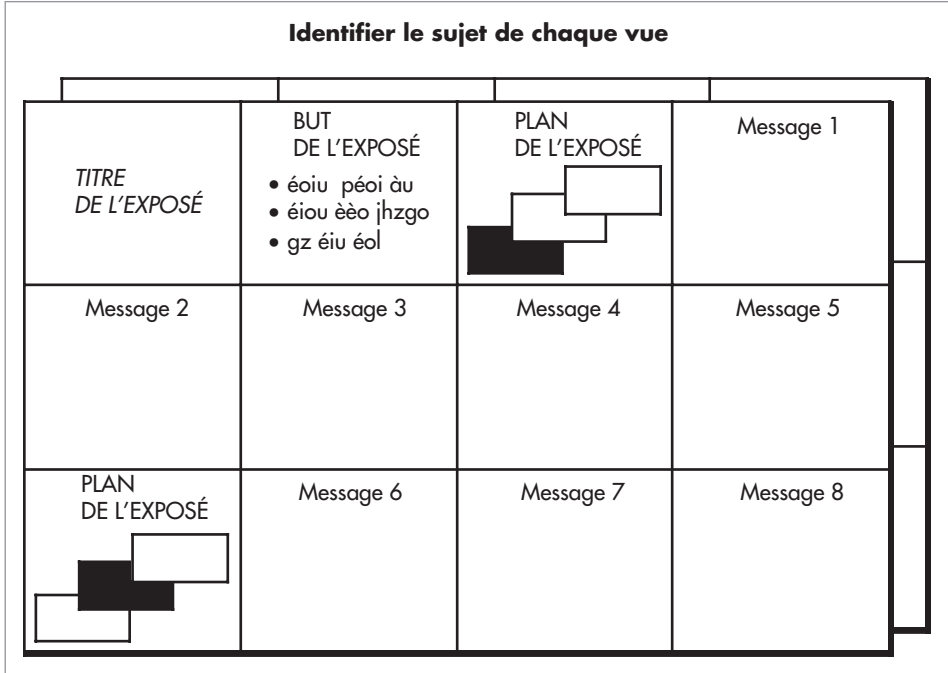 Identifier le sujet de chaque vue
TITRE
DE L'EXPOSÉ
BUT
DE L'EXPOSÉ
• éoiu péoi àu
• éiou èèo jhzgo
• gz éiu éol
PLAN
DE L'EXPOSÉ
Message 1
Message 2
Message 3
Message 4
Message 5
PLAN
DE L'EXPOSÉ
Message 6
Message 7
Message 8